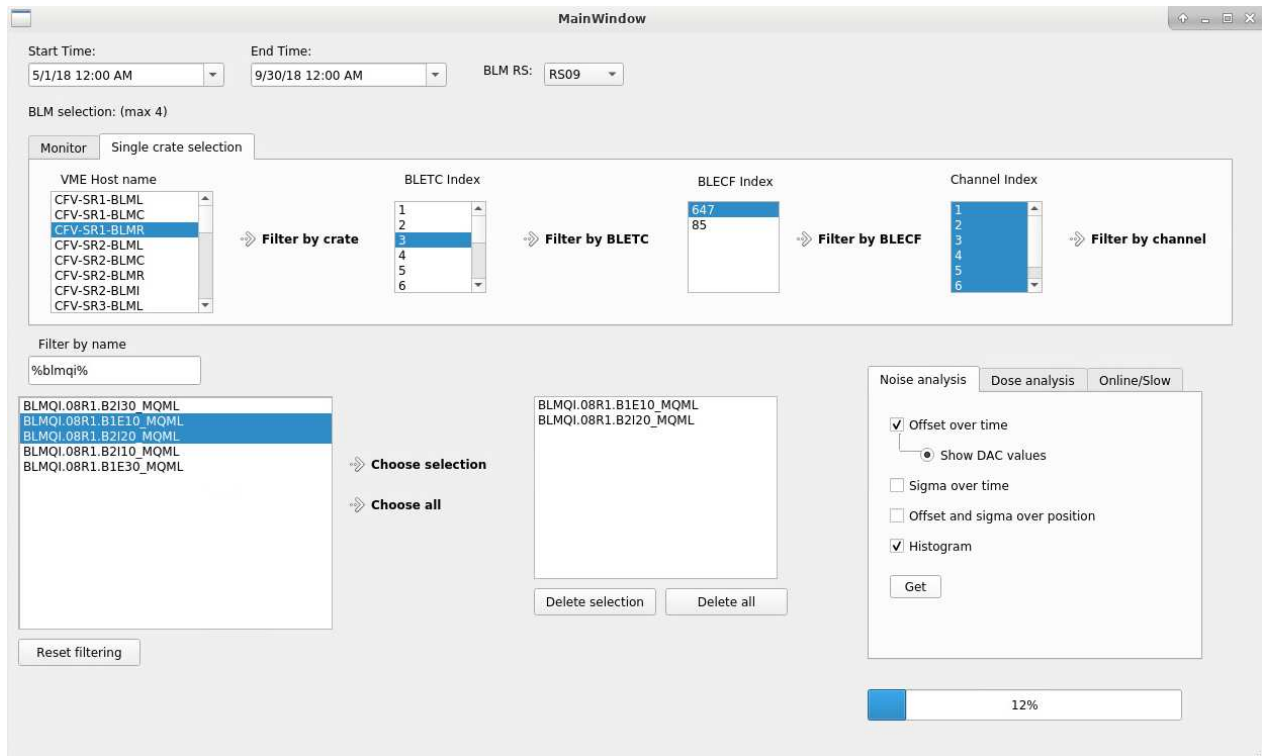 MainWindow
Start Time:
End Time:
5/1/18 12:00 AM
9/30/18 12:00 AM
BLM RS:
RS09
BLM selection: (max 4)
Monitor
Single crate selection
VME Host name
CFV-SR1-BLML
CFV-SR1-BLMC
CFV-SR1-BLMR
CFV-SR2-BLML
CFV-SR2-BLMC
CFV-SR2-BLMR
CFV-SR2-BLMI
CFV-SR3-BLML
Filter by crate
BLETC Index
1
2
3
4
5
6
Filter by BLETC
BLECF Index
647
85
Filter by BLECF
Channel Index
1
2
3
4
5
6
Filter by channel
Filter by name
%blmqi%
BLMQI.08R1.B2I30_MQML
BLMQI.08R1.B1E10_MQML
BLMQI.08R1.B2I20_MQML
BLMQI.08R1.B2I10_MQML
BLMQI.08R1.B1E30_MQML
Choose selection
Choose all
BLMQI.08R1.B1E10_MQML
BLMQI.08R1.B2I20_MQML
Delete selection
Delete all
Reset filtering
Noise analysis
Dose analysis
Online/Slow
Offset over time
Show DAC values
Sigma over time
Offset and sigma over position
Histogram
Get
12%